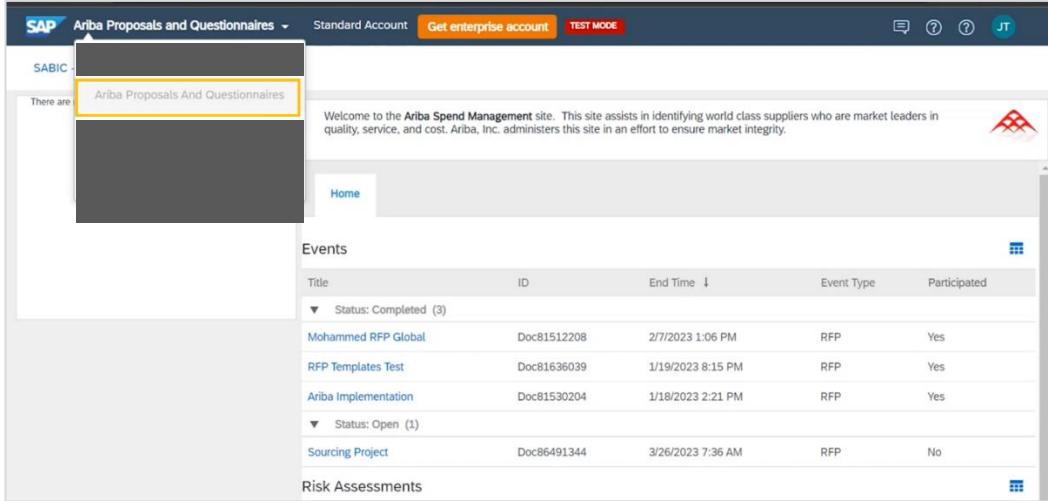 SAP Ariba Proposals and Questionnaires Standard Account Get enterprise account TEST MODE JT
SABIC -
Ariba Proposals And Questionnaires
There are
Welcome to the Ariba Spend Management site. This site assists in identifying world class suppliers who are market leaders in
quality, service, and cost. Ariba, Inc. administers this site in an effort to ensure market integrity.
Home
Events
Title ID End Time ↓ Event Type Participated
▼ Status: Completed (3)
Mohammed RFP Global Doc81512208 2/7/2023 1:06 PM RFP Yes
RFP Templates Test Doc81636039 1/19/2023 8:15 PM RFP Yes
Ariba Implementation Doc81530204 1/18/2023 2:21 PM RFP Yes
▼ Status: Open (1)
Sourcing Project Doc86491344 3/26/2023 7:36 AM RFP No
Risk Assessments